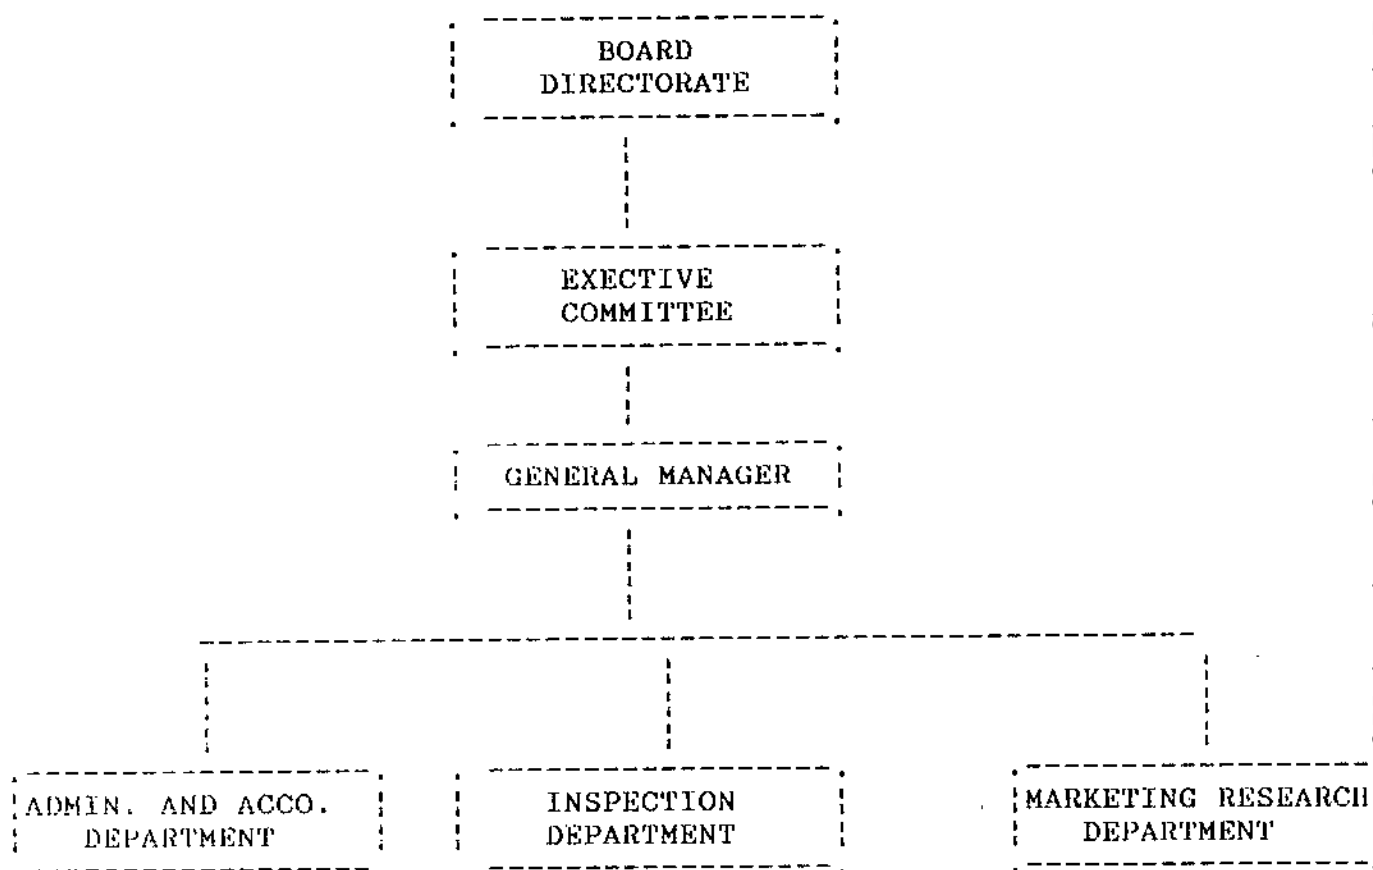 BOARD
DIRECTORATE
EXECTIVE
COMMITTEE
GENERAL MANAGER
ADMIN. AND ACCO.
DEPARTMENT
INSPECTION
DEPARTMENT
MARKETING RESEARCH
DEPARTMENT